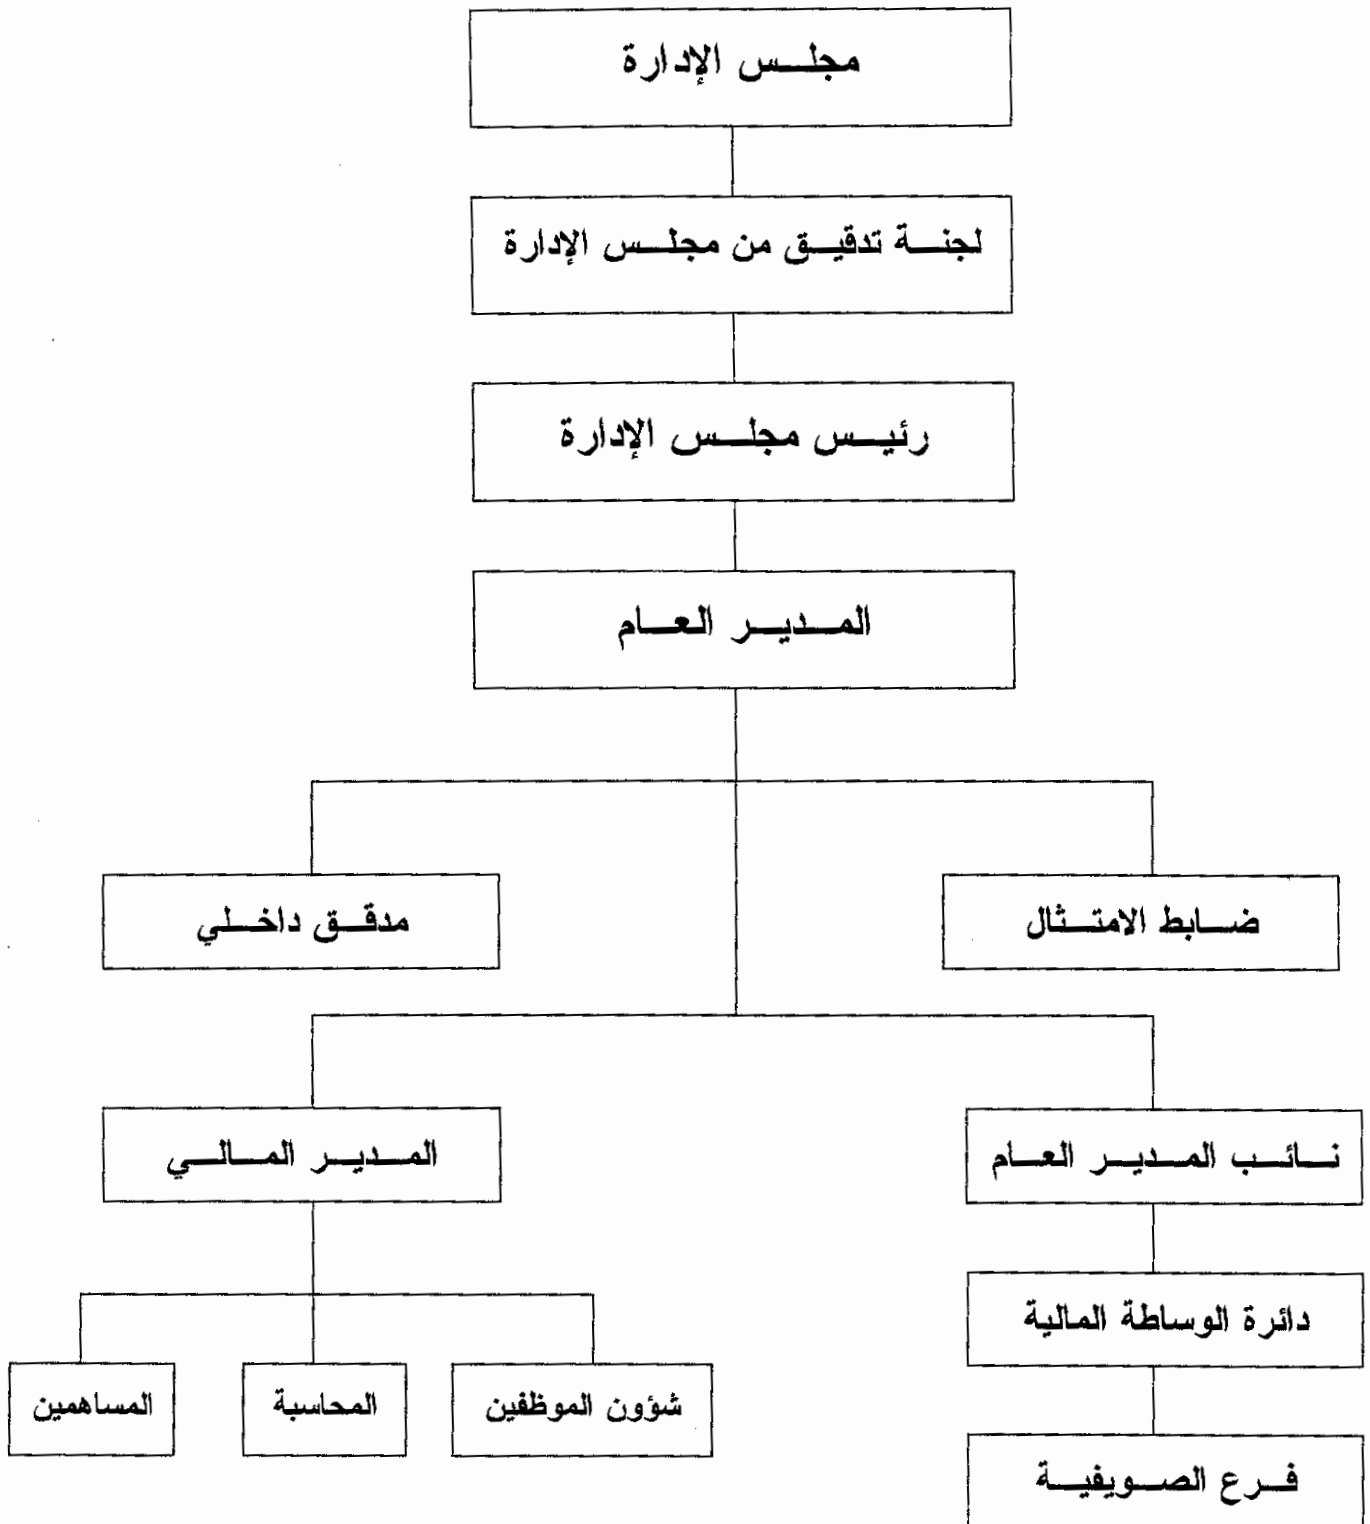 مجلس الإدارة
لجنة تدقيق من مجلس الإدارة
رئيس مجلس الإدارة
المدير العام
ضابط الامتثال
مدقق داخلي
نائب المدير العام
المدير المالي
دائرة الوساطة المالية
شؤون الموظفين
المحاسبة
المساهمين
فرع الصويفية